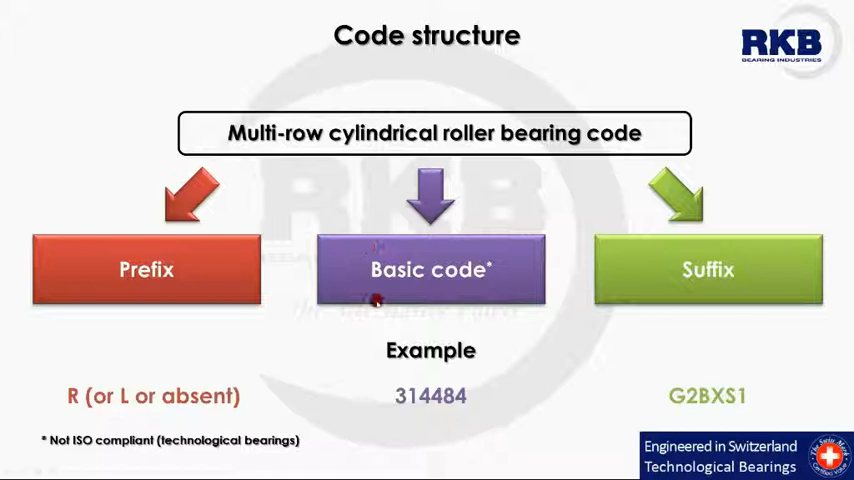 Code structure
RKB
BEARING INDUSTRIES
Multi-row cylindrical roller bearing code
Prefix
Basic code*
Suffix
Example
R (or L or absent)
314484
G2BXS1
* Not ISO compliant (technological bearings)
Engineered in Switzerland
Technological Bearings